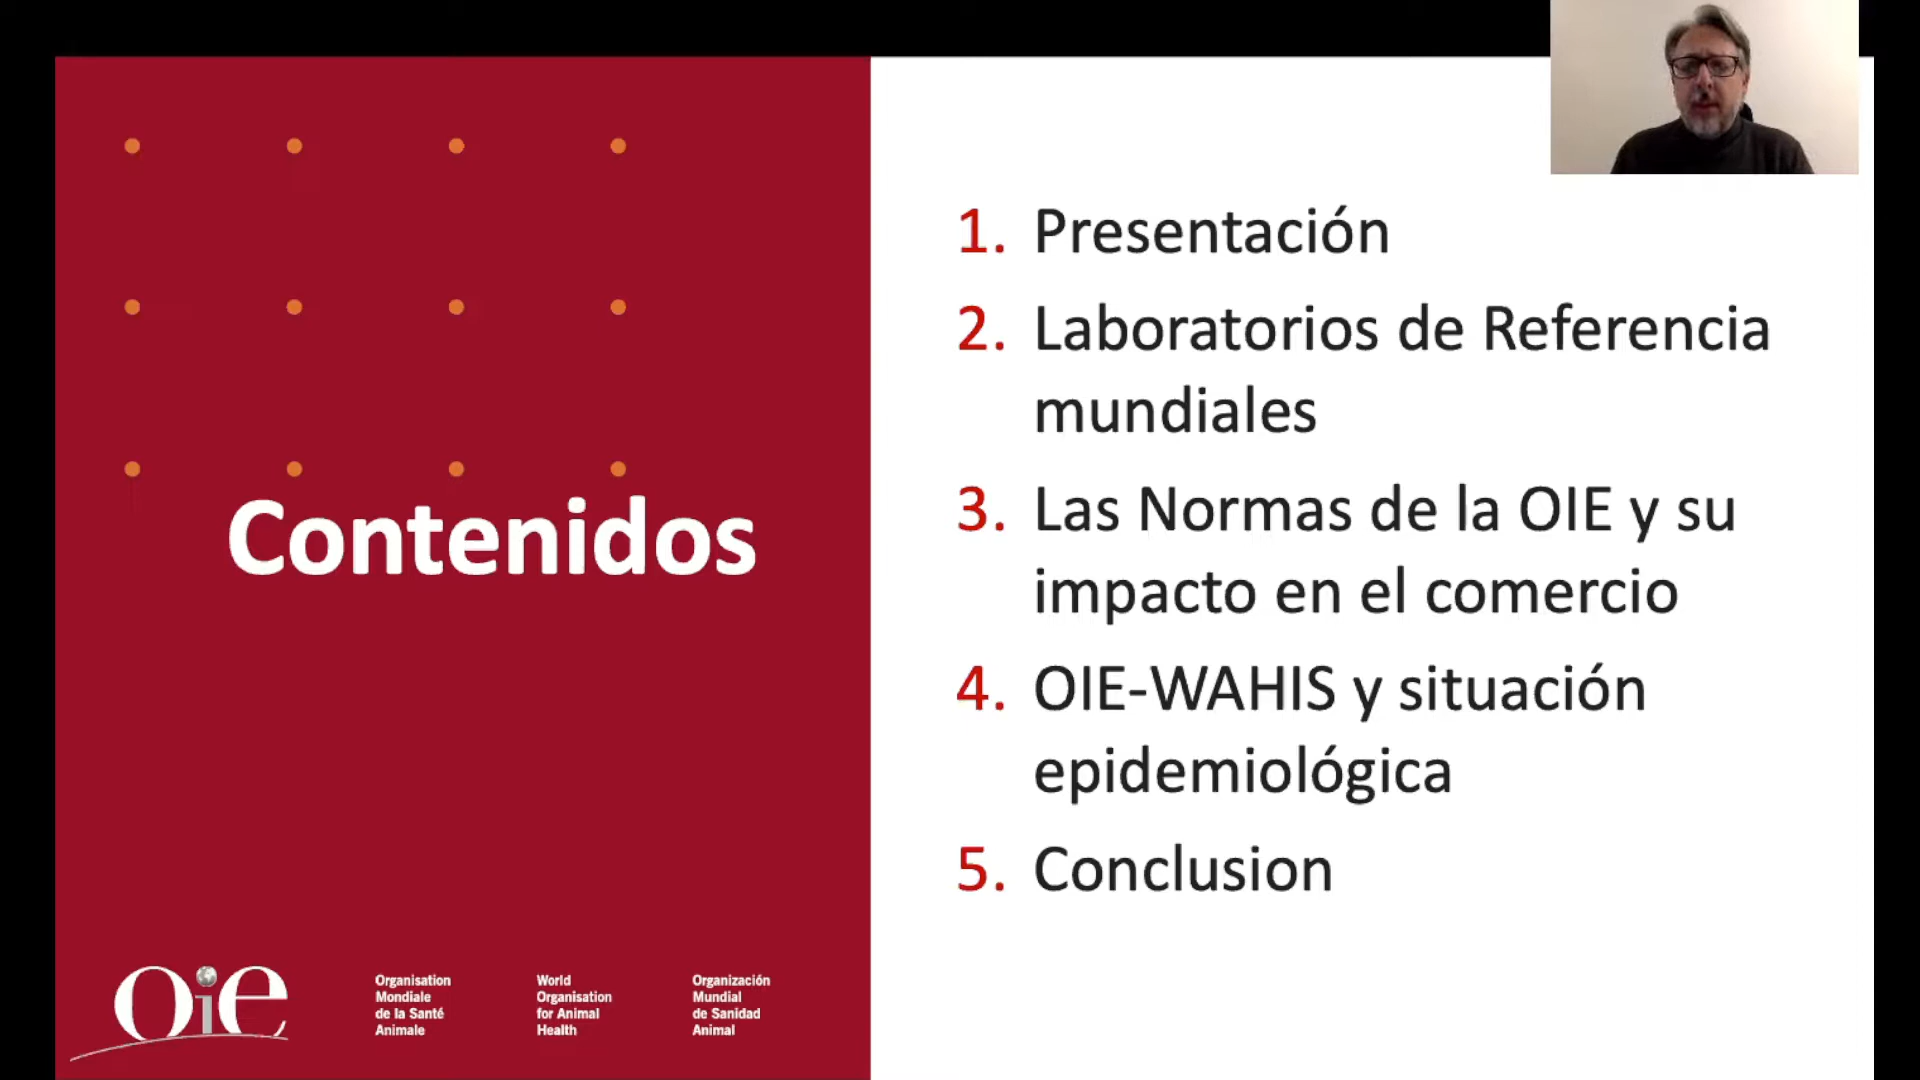 Contenidos
1. Presentación
2. Laboratorios de Referencia
mundiales
3. Las Normas de la OIE y su
impacto en el comercio
4. OIE-WAHIS y situación
epidemiológica
5. Conclusion
oie
Organisation
Mondiale
de la Santé
Animale
World
Organisation
for Animal
Health
Organización
Mundial
de Sanidad
Animal